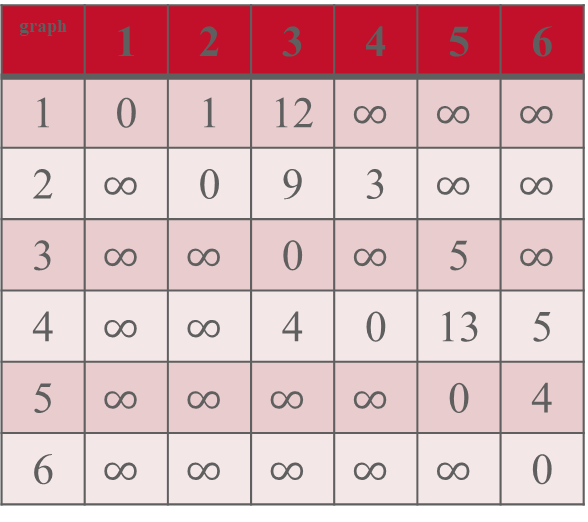 graph 1 2 3 4 5 6
1 0 1 12 ∞ ∞ ∞
2 ∞ 0 9 3 ∞ ∞
3 ∞ ∞ 0 ∞ 5 ∞
4 ∞ ∞ 4 0 13 5
5 ∞ ∞ ∞ ∞ 0 4
6 ∞ ∞ ∞ ∞ ∞ 0